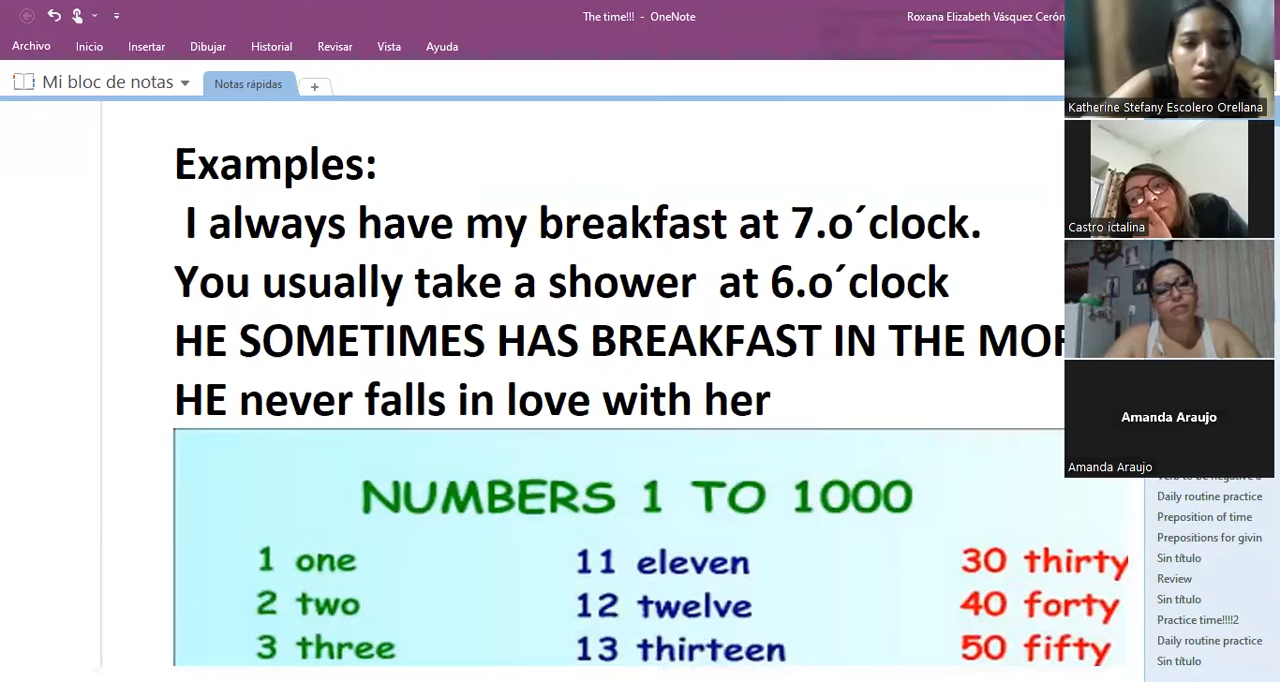 The time!!! - OneNote
Roxana Elizabeth Vásquez Cerón
Archivo Inicio Insertar Dibujar Historial Revisar Vista Ayuda
Mi bloc de notas Notas rápidas +
Examples:
I always have my breakfast at 7.o´clock.
You usually take a shower at 6.o´clock
HE SOMETIMES HAS BREAKFAST IN THE
HE never falls in love with her
NUMBERS 1 TO 1000
1 one 11 eleven 30 thirty
2 two 12 twelve 40 forty
3 three 13 thirteen 50 fifty
Katherine Stefany Escolero Orellana
Castro ictalina
Amanda Araujo
Amanda Araujo
Daily routine practice
Preposition of time
Prepositions for givin
Sin título
Review
Sin título
Practice time!!!!2
Daily routine practice
Sin título